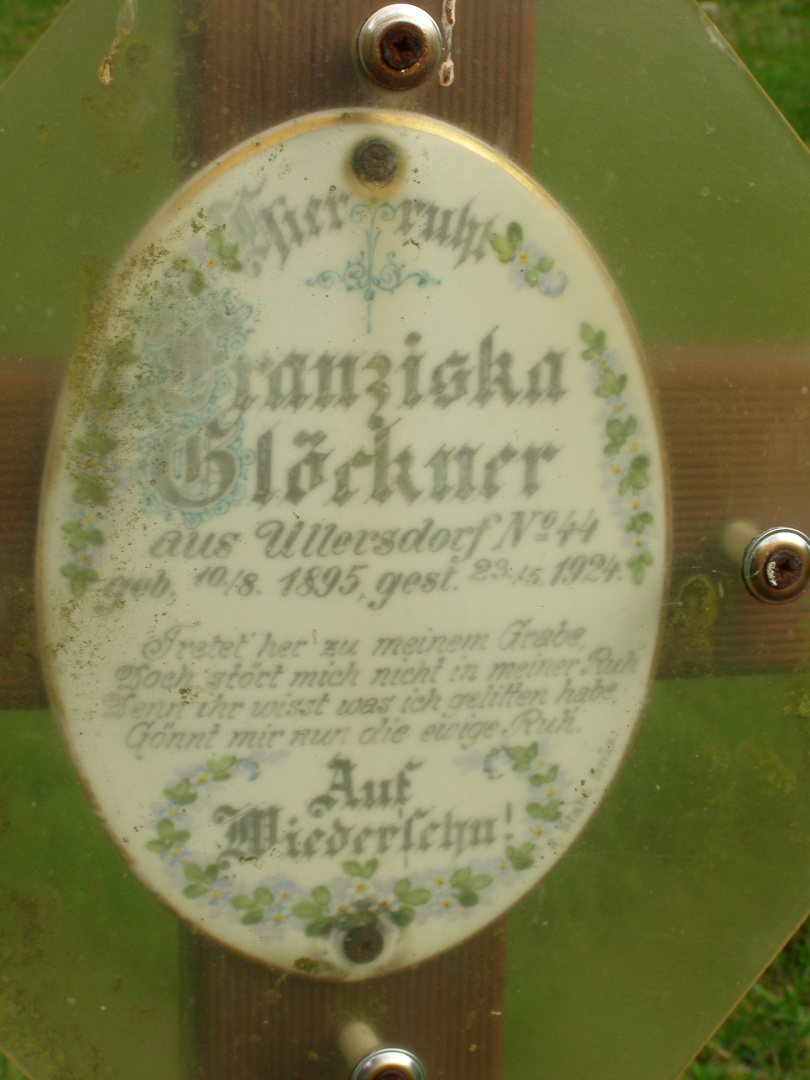 Hier ruht
Franziska
Glöckner
aus Ullersdorf Nº 44
geb. 10./8. 1895, gest. 23./5. 1924.
Tretet her zu meinem Grabe,
Doch stört mich nicht in meiner Ruh
Denn ihr wisst was ich gelitten habe,
Gönnt mir nun die ewige Ruh.
Auf
Wiederseh'n!